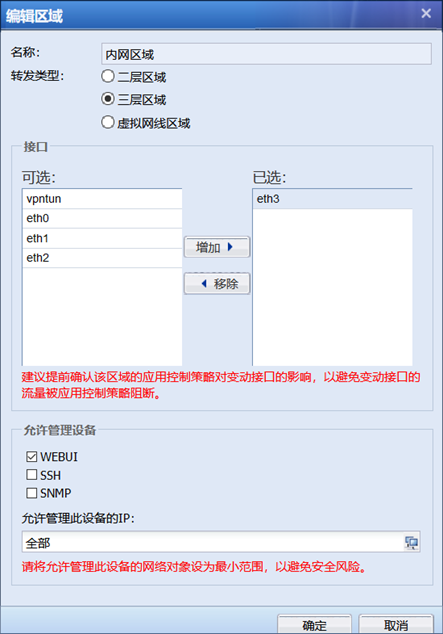 编辑区域
名称： 内网区域
转发类型： 二层区域
三层区域
虚拟网线区域
接口
可选： 已选：
vpntun eth3
eth0
eth1
eth2
增加
移除
建议提前确认该区域的应用控制策略对变动接口的影响，以避免变动接口的
流量被应用控制策略阻断。
允许管理设备
WEBUI
SSH
SNMP
允许管理此设备的IP：
全部
请将允许管理此设备的网络对象设为最小范围，以避免安全风险。
确定 取消